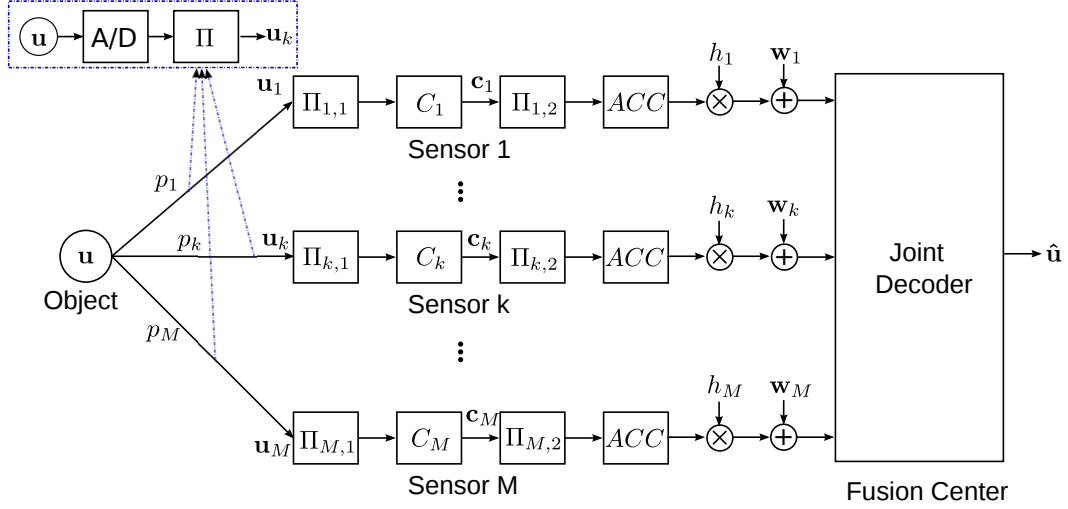 u A/D Π u_k
u_1 Π_{1,1} C_1 c_1 Π_{1,2} ACC h_1 w_1
Sensor 1
p_1
⋮
u Object
p_k u_k Π_{k,1} C_k c_k Π_{k,2} ACC h_k w_k
Sensor k
Joint
Decoder
û
⋮
p_M
u_M Π_{M,1} C_M c_M Π_{M,2} ACC h_M w_M
Sensor M
Fusion Center